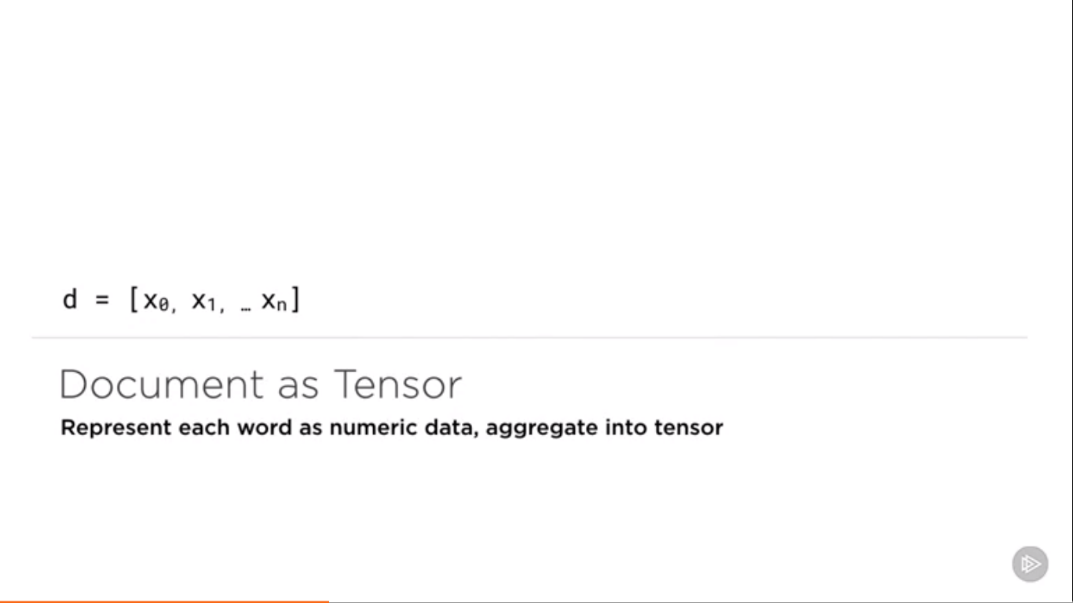 d = [x₀, x₁, … xₙ]
Document as Tensor
Represent each word as numeric data, aggregate into tensor